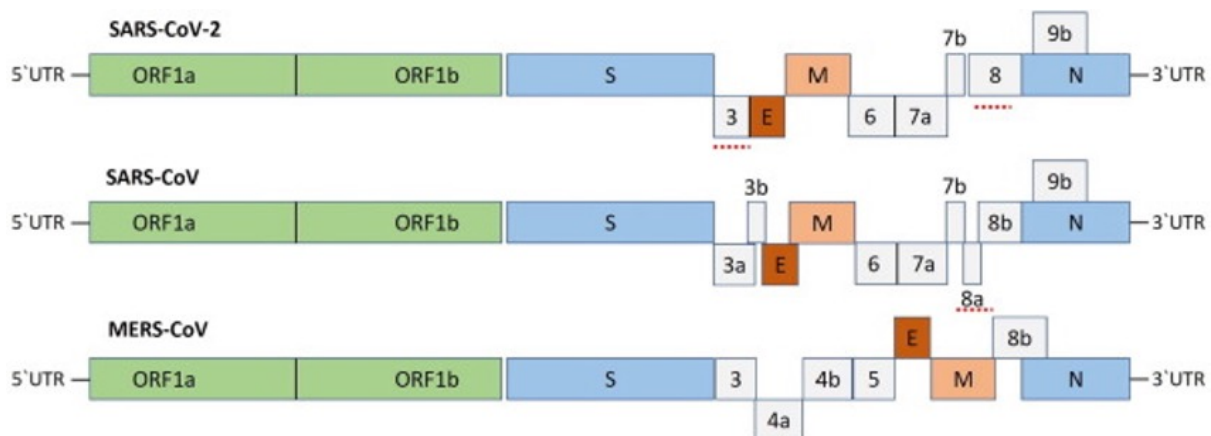 SARS-CoV-2
7b 9b
5`UTR ORF1a ORF1b S M 8 N 3`UTR
3 E 6 7a
SARS-CoV
3b 7b 9b
5`UTR ORF1a ORF1b S M 8b N 3`UTR
3a E 6 7a
8a
MERS-CoV
E 8b
5`UTR ORF1a ORF1b S 3 4b 5 M N 3`UTR
4a